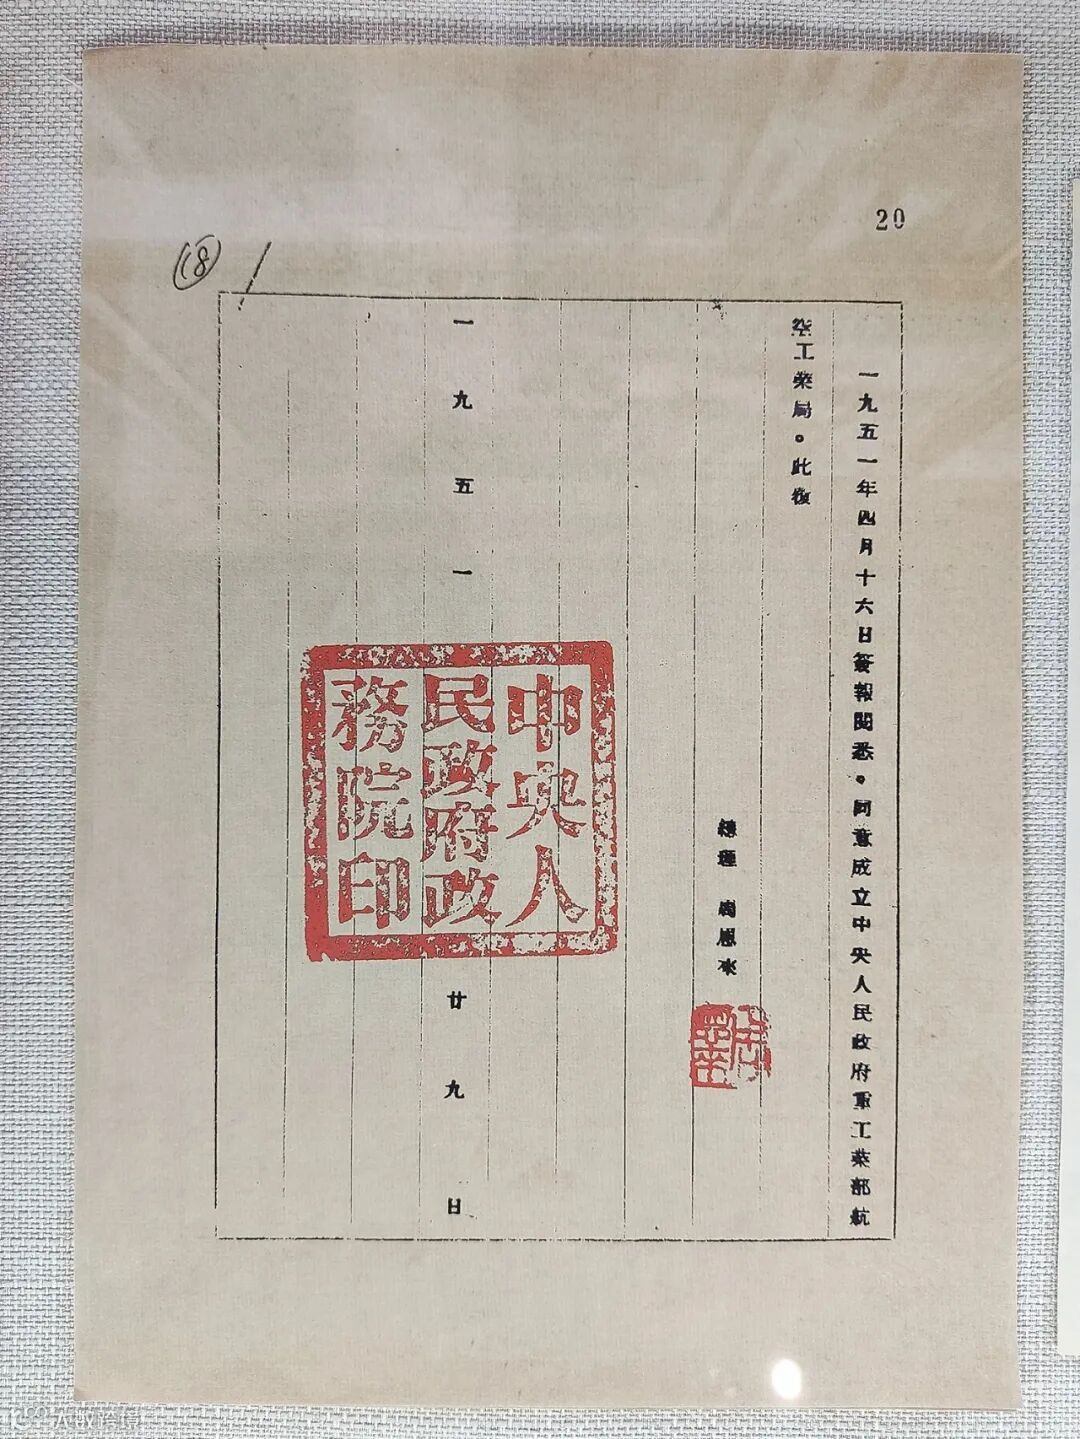 20
18
一九五一年四月十六日簽報閱悉。同意成立中央人民政府重工業部航
空工業局。此復
總理 周恩來
一九五一
廿九日
中央人
民政府政
務院印